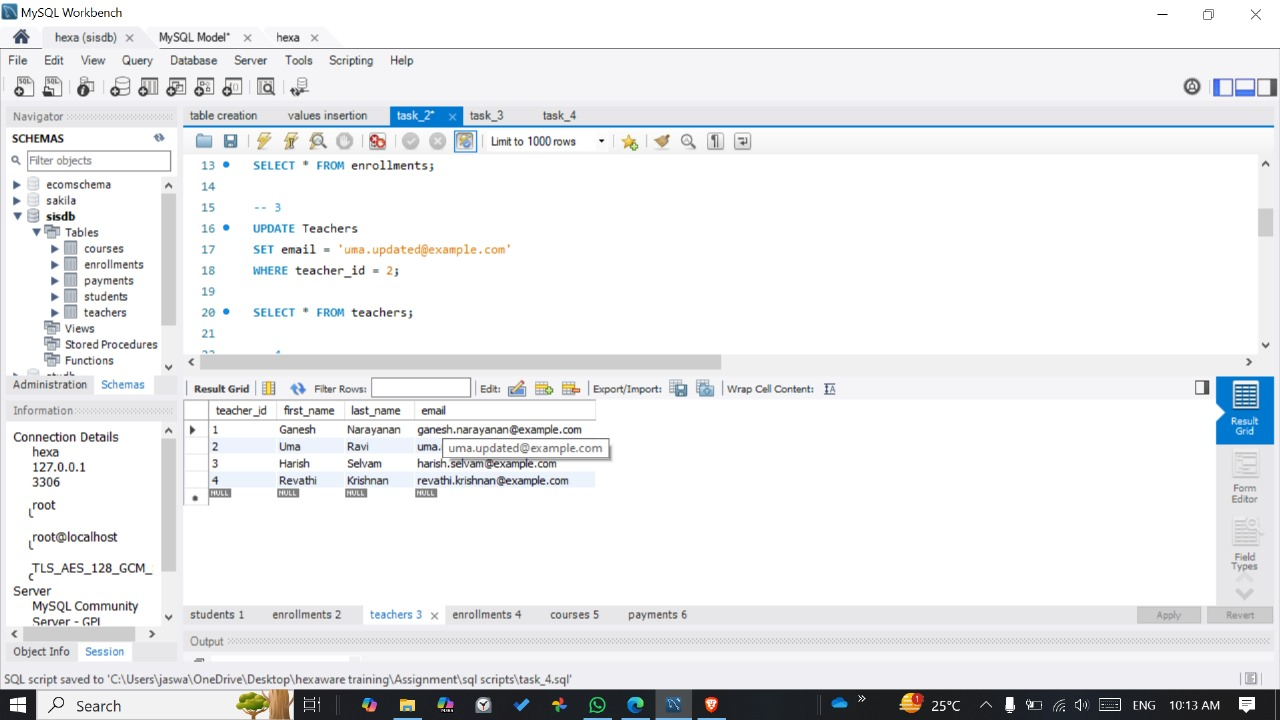 MySQL Workbench
hexa (sisdb)
MySQL Model*
hexa
File Edit View Query Database Server Tools Scripting Help
Navigator
SCHEMAS
Filter objects
ecomschema
sakila
sisdb
Tables
courses
enrollments
payments
students
teachers
Views
Stored Procedures
Functions
Administration Schemas
Information
Connection Details
hexa
127.0.0.1
3306
root
root@localhost
TLS_AES_128_GCM_
Server
MySQL Community
Server - GPL
Object Info Session
table creation values insertion task_2* task_3 task_4
Limit to 1000 rows
13 SELECT * FROM enrollments;
14
15 -- 3
16 UPDATE Teachers
17 SET email = 'uma.updated@example.com'
18 WHERE teacher_id = 2;
19
20 SELECT * FROM teachers;
21
Result Grid Filter Rows: Edit: Export/Import: Wrap Cell Content:
teacher_id first_name last_name email
1 Ganesh Narayanan ganesh.narayanan@example.com
2 Uma Ravi uma.
uma.updated@example.com
3 Harish Selvam harish.selvam@example.com
4 Revathi Krishnan revathi.krishnan@example.com
NULL NULL NULL NULL
Result
Grid
Form
Editor
Field
Types
students 1 enrollments 2 teachers 3 enrollments 4 courses 5 payments 6
Apply Revert
Output
SQL script saved to 'C:\Users\jaswa\OneDrive\Desktop\hexaware training\Assignment\sql scripts\task_4.sql'
Search
1
25°C
ENG
10:13 AM